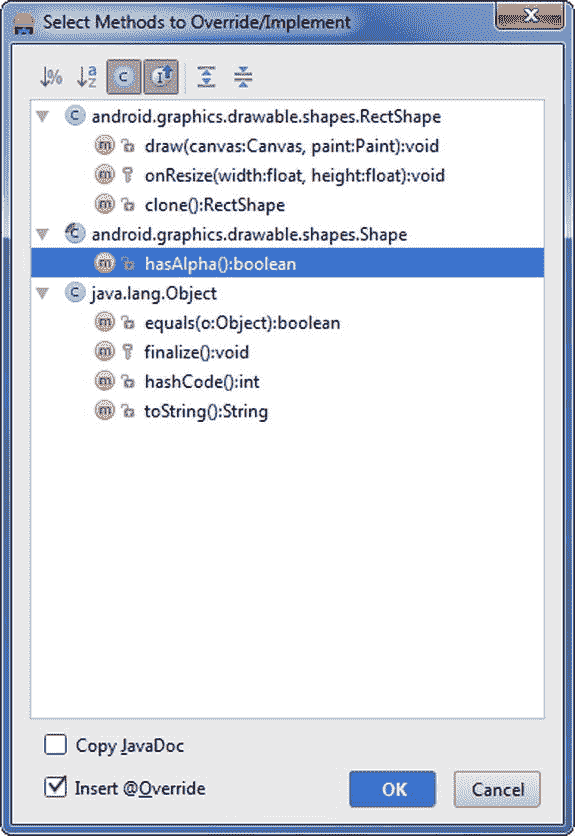 Select Methods to Override/Implement
android.graphics.drawable.shapes.RectShape
draw(canvas:Canvas, paint:Paint):void
onResize(width:float, height:float):void
clone():RectShape
android.graphics.drawable.shapes.Shape
hasAlpha():boolean
java.lang.Object
equals(o:Object):boolean
finalize():void
hashCode():int
toString():String
Copy JavaDoc
Insert @Override
OK
Cancel